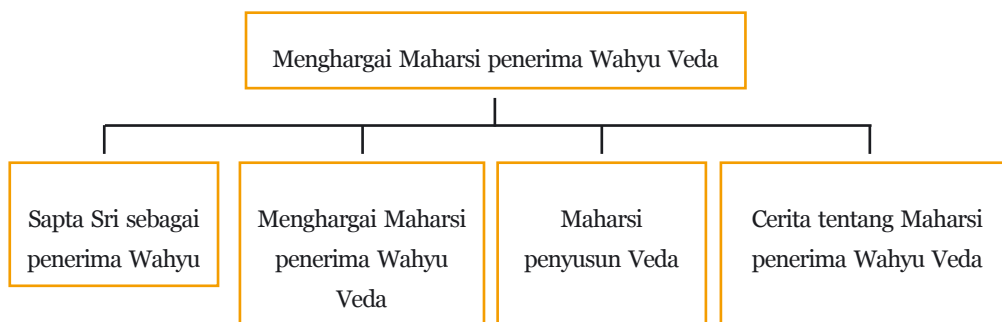 Menghargai Maharsi penerima Wahyu Veda
Sapta Sri sebagai
penerima Wahyu
Menghargai Maharsi
penerima Wahyu
Veda
Maharsi
penyusun Veda
Cerita tentang Maharsi
penerima Wahyu Veda